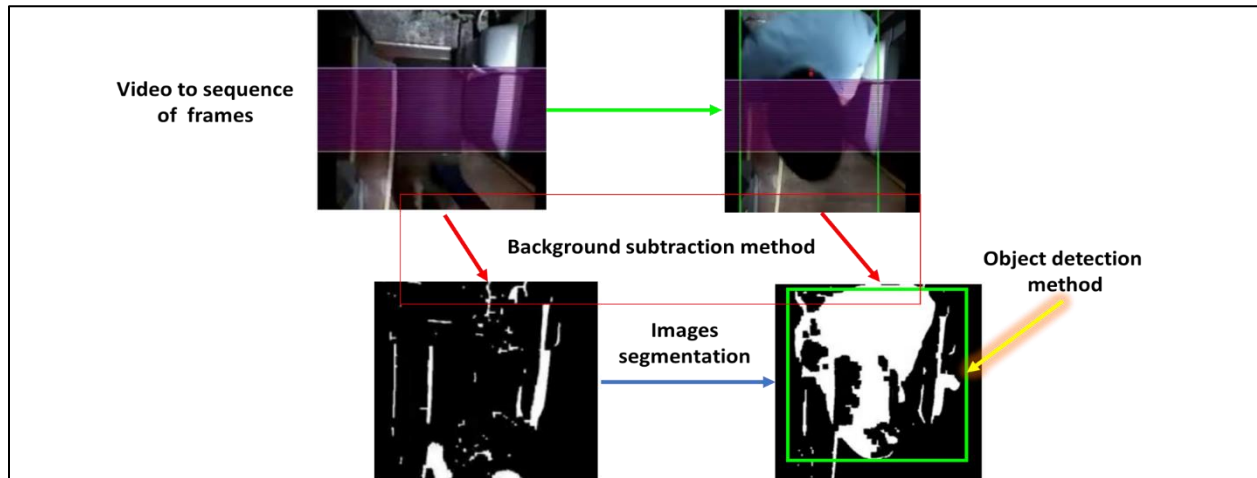 Video to sequence
of frames
Background subtraction method
Object detection
method
Images
segmentation